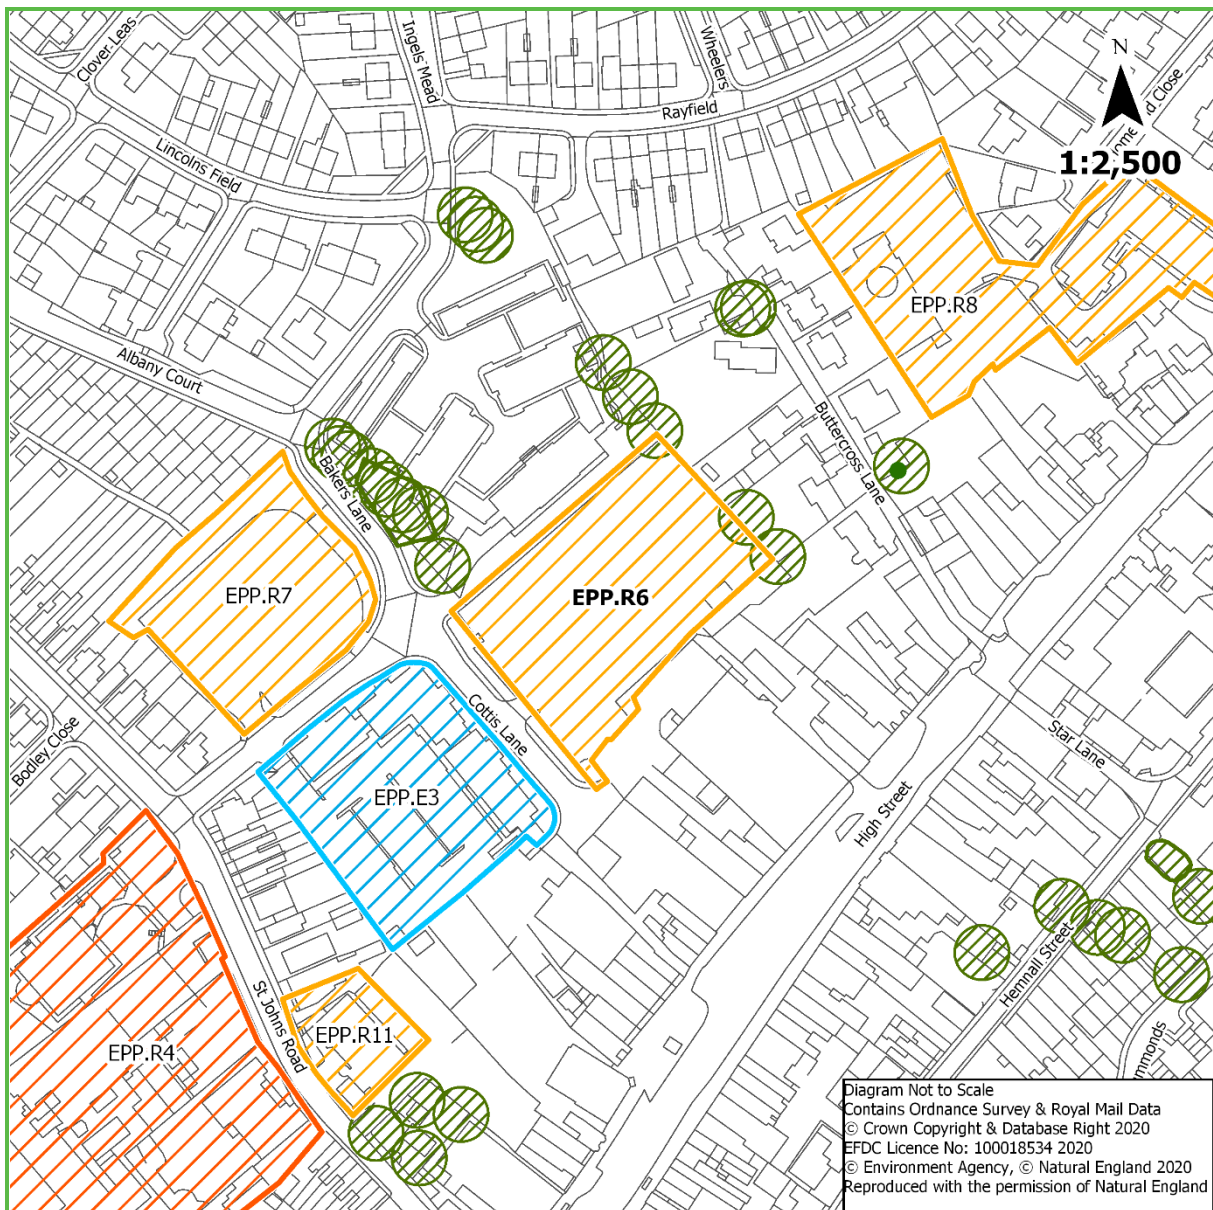 Clover Leas
Ingels Mead
Wheelers
N
Rayfield
1:2,500
Lincolns Field
EPP.R8
Albany Court
Buttercross Lane
Bakers Lane
EPP.R7
EPP.R6
Cottis Lane
Bodley Close
Star Lane
EPP.E3
High Street
Hemnall Street
St Johns Road
EPP.R11
EPP.R4
Diagram Not to Scale
Contains Ordnance Survey & Royal Mail Data
© Crown Copyright & Database Right 2020
EFDC Licence No: 100018534 2020
© Environment Agency, © Natural England 2020
Reproduced with the permission of Natural England